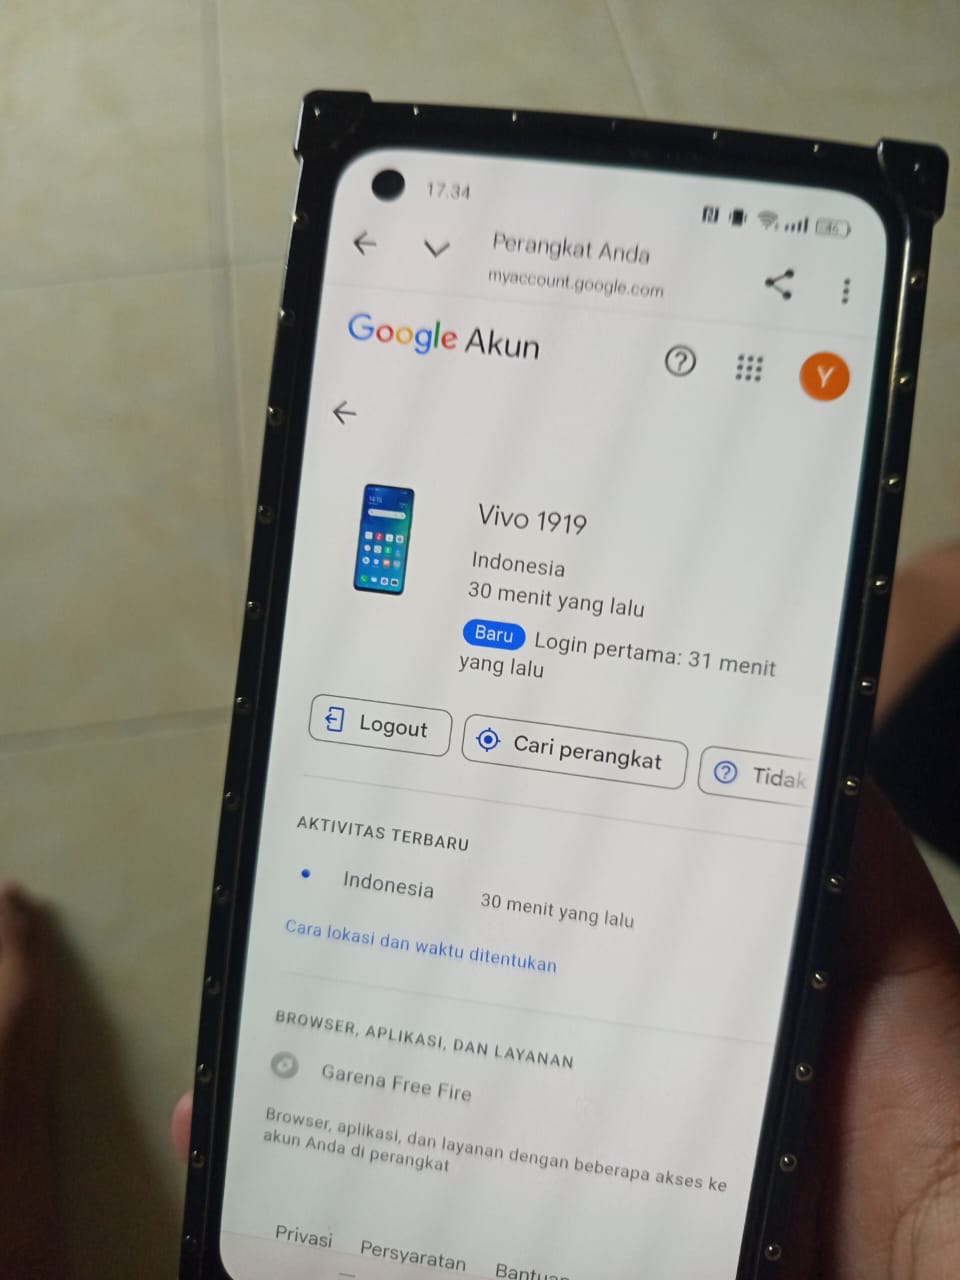 17.34
Perangkat Anda
myaccount.google.com
Google Akun
Y
Vivo 1919
Indonesia
30 menit yang lalu
Baru Login pertama: 31 menit
yang lalu
Logout
Cari perangkat
Tidak
AKTIVITAS TERBARU
Indonesia 30 menit yang lalu
Cara lokasi dan waktu ditentukan
BROWSER, APLIKASI, DAN LAYANAN
Garena Free Fire
Browser, aplikasi, dan layanan dengan beberapa akses ke
akun Anda di perangkat
Privasi Persyaratan Bantuan